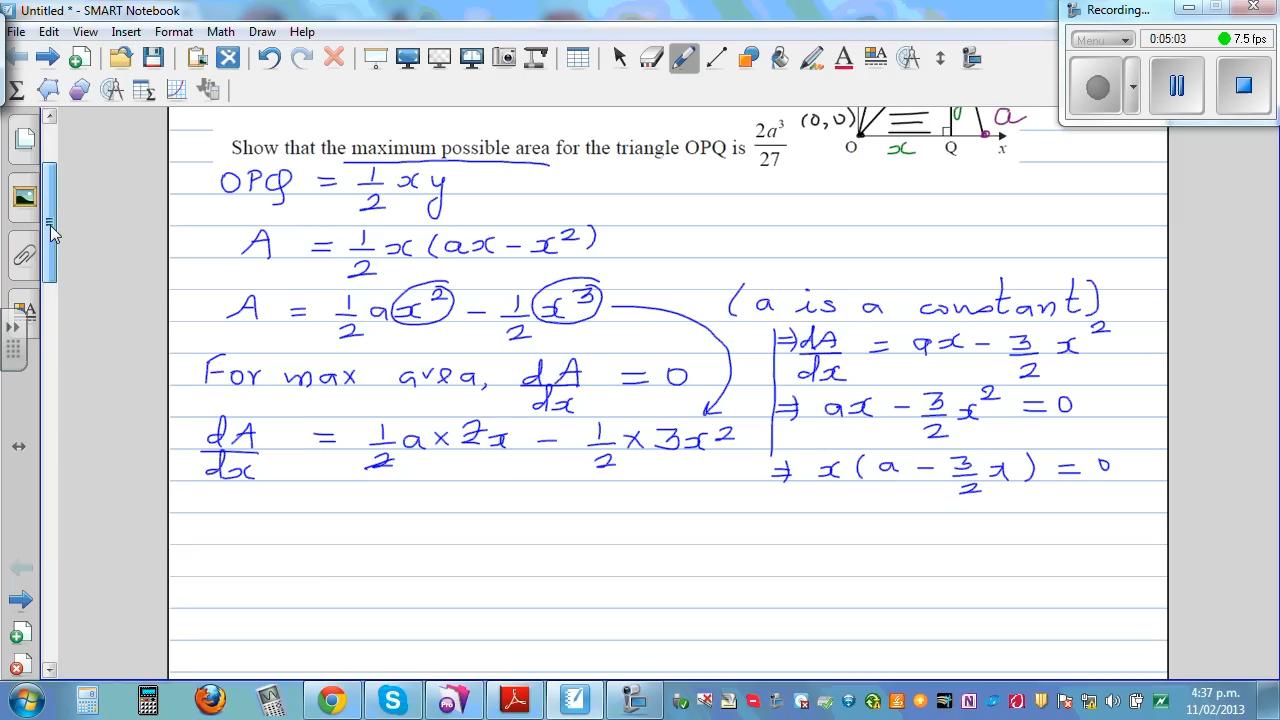 Untitled * - SMART Notebook
File Edit View Insert Format Math Draw Help
Recording...
Menu
0:05:03
7.5 fps
(0,0)
a
O x Q x
Show that the maximum possible area for the triangle OPQ is 2a³/27
OPQ = 1/2 xy
A = 1/2 x(ax - x²)
A = 1/2 ax² - 1/2 x³ (a is a constant)
For max area, dA/dx = 0
dA/dx = 1/2 a × 2x - 1/2 × 3x²
⇒ dA/dx = ax - 3/2 x²
⇒ ax - 3/2 x² = 0
⇒ x(a - 3/2 x) = 0
4:37 p.m.
11/02/2013